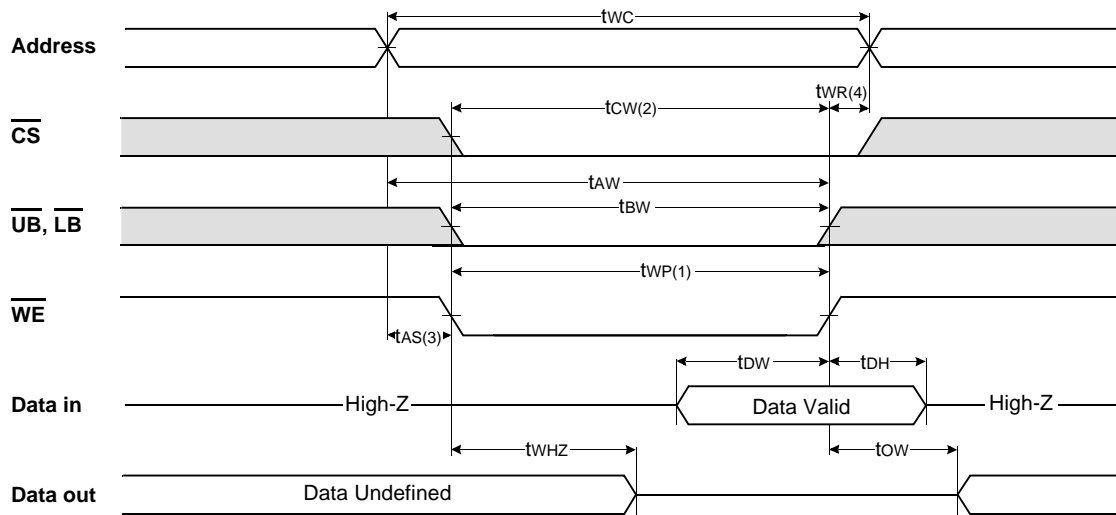 tWC
Address
tWR(4)
tCW(2)
CS
tAW
tBW
UB, LB
tWP(1)
WE
tAS(3)
tDW
tDH
Data in
High-Z
Data Valid
High-Z
tWHZ
tOW
Data out
Data Undefined